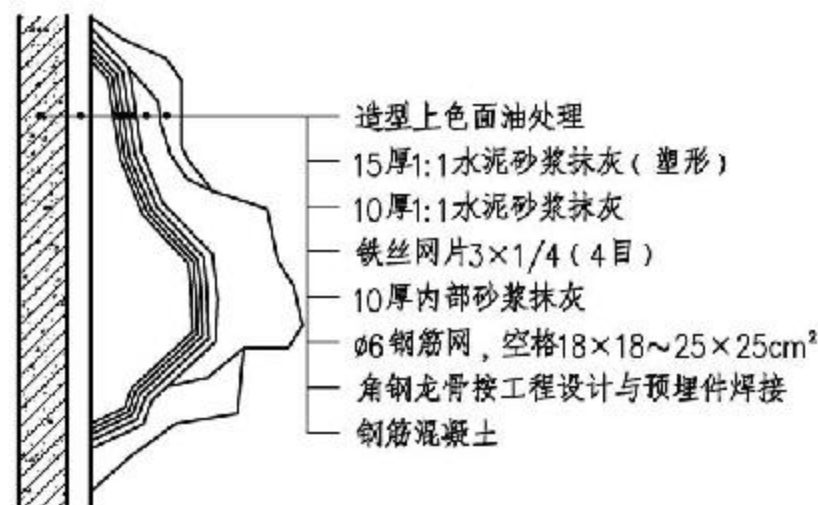 造型上色面油处理
15厚1:1水泥砂浆抹灰(塑形)
10厚1:1水泥砂浆抹灰
铁丝网片3×1/4(4目)
10厚内部砂浆抹灰
ø6钢筋网,空格18×18~25×25cm²
角钢龙骨按工程设计与预埋件焊接
钢筋混凝土